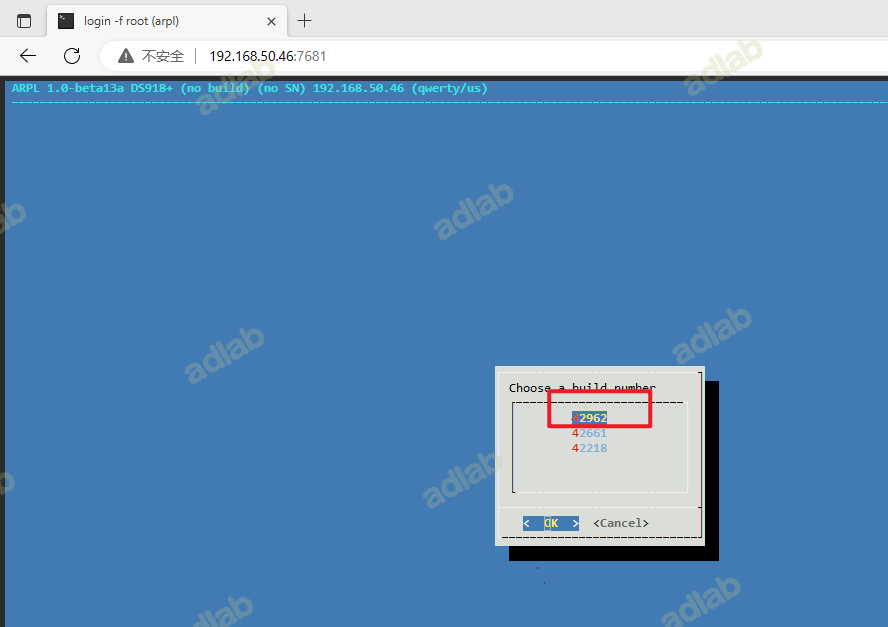 login -f root (arpl)
不安全 192.168.50.46:7681
ARPL 1.0-beta13a DS918+ (no build) (no SN) 192.168.50.46 (qwerty/us)
adlab
adlab
adlab
adlab
adlab
adlab
adlab
adlab
Choose a build number
42962
42661
42218
< OK > <Cancel>